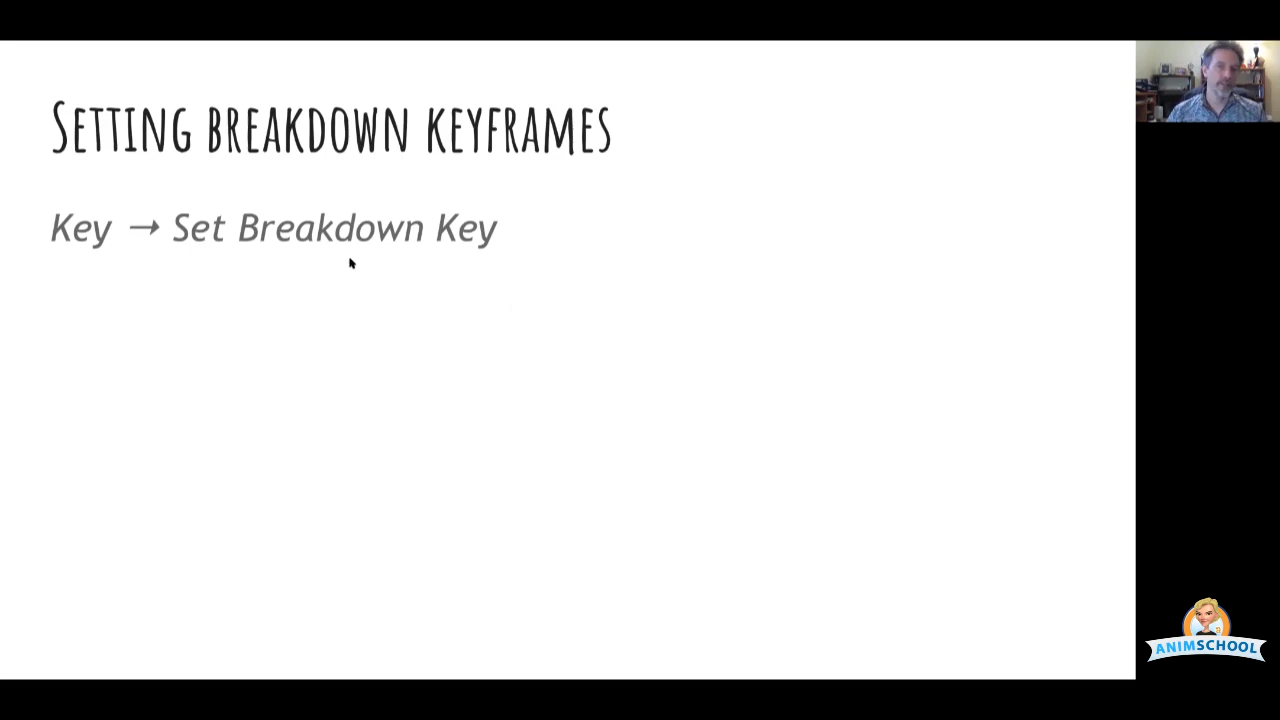 SETTING BREAKDOWN KEYFRAMES
Key → Set Breakdown Key
ANIMSCHOOL